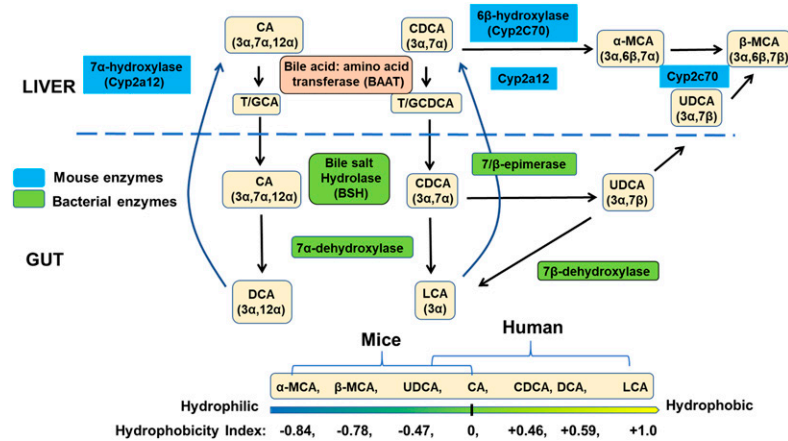 CA
(3α,7α,12α)
CDCA
(3α,7α)
6β-hydroxylase
(Cyp2C70)
α-MCA
(3α,6β,7α)
β-MCA
(3α,6β,7β)
7α-hydroxylase
(Cyp2a12)
Bile acid: amino acid
transferase (BAAT)
Cyp2a12
Cyp2c70
LIVER
T/GCA
T/GCDCA
UDCA
(3α,7β)
Mouse enzymes
Bacterial enzymes
CA
(3α,7α,12α)
Bile salt
Hydrolase
(BSH)
CDCA
(3α,7α)
7/β-epimerase
UDCA
(3α,7β)
GUT
7α-dehydroxylase
7β-dehydroxylase
DCA
(3α,12α)
LCA
(3α)
Mice
Human
α-MCA, β-MCA, UDCA, CA, CDCA, DCA, LCA
Hydrophilic
Hydrophobic
Hydrophobicity Index: -0.84, -0.78, -0.47, 0, +0.46, +0.59, +1.0